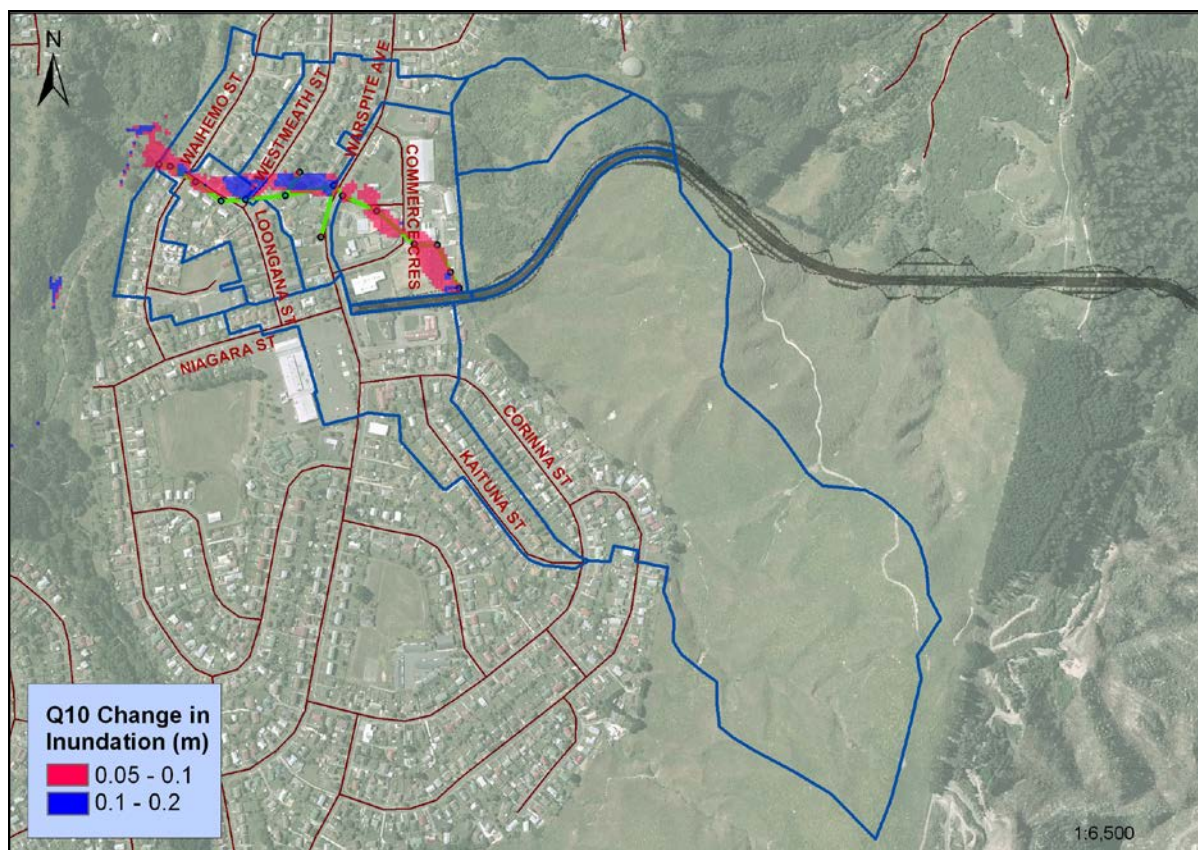 N
WAIHEMO ST
WESTMEATH ST
WARSPITE AVE
COMMERCE CRES
LOONGANA ST
NIAGARA ST
CORINNA ST
KAITUNA ST
Q10 Change in
Inundation (m)
0.05 - 0.1
0.1 - 0.2
1:6,500